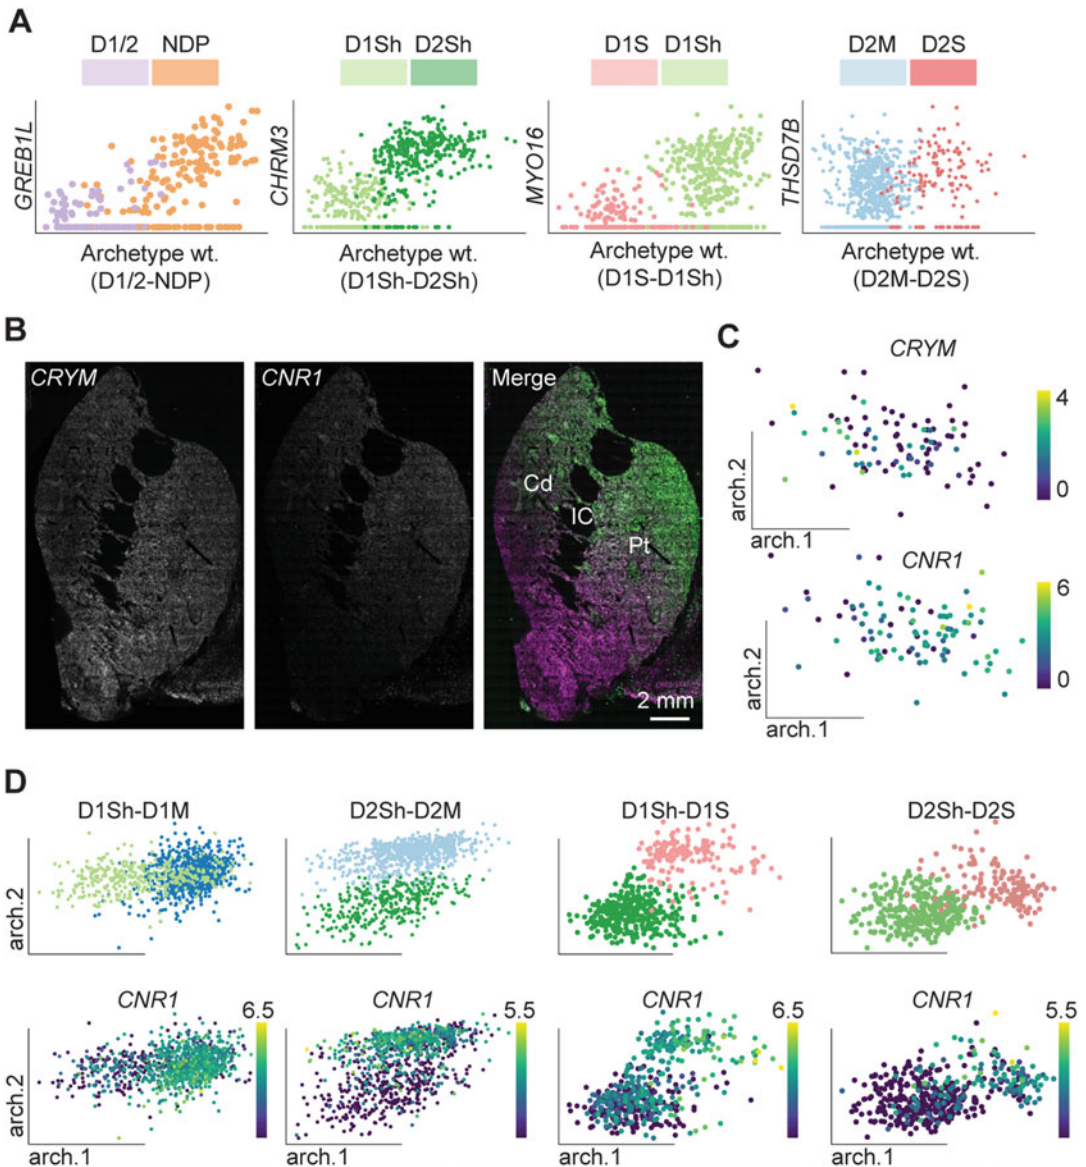 A
D1/2 NDP
D1Sh D2Sh
D1S D1Sh
D2M D2S
GREB1L
CHRM3
MYO16
THSD7B
Archetype wt.
(D1/2-NDP)
Archetype wt.
(D1Sh-D2Sh)
Archetype wt.
(D1S-D1Sh)
Archetype wt.
(D2M-D2S)
B
CRYM
CNR1
Merge
Cd
IC
Pt
2 mm
C
CRYM
4
0
arch.2
arch.1
CNR1
6
0
arch.2
arch.1
D
D1Sh-D1M
D2Sh-D2M
D1Sh-D1S
D2Sh-D2S
arch.2
CNR1
6.5
CNR1
5.5
CNR1
6.5
CNR1
5.5
arch.2
arch.1
0
arch.1
0
arch.1
0
arch.1
0